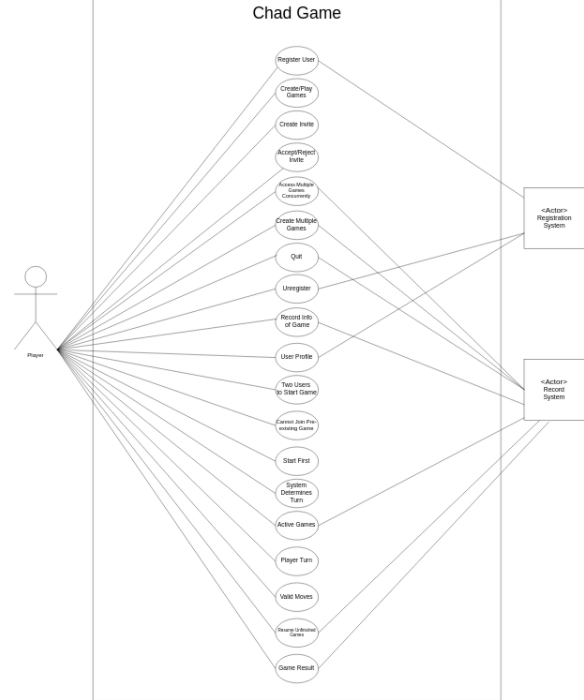 Chad Game
Register User
Create/Play
Games
Create Invite
Accept/Reject
Invite
Access Multiple
Games
Concurrently
Create Multiple
Games
Quit
Unregister
Record Info
of Game
User Profile
Two Users
to Start Game
Cannot Join Pre-
existing Game
Start First
System
Determines
Turn
Active Games
Player Turn
Valid Moves
Resume Unfinished
Games
Game Result
Player
<Actor>
Registration
System
<Actor>
Record
System